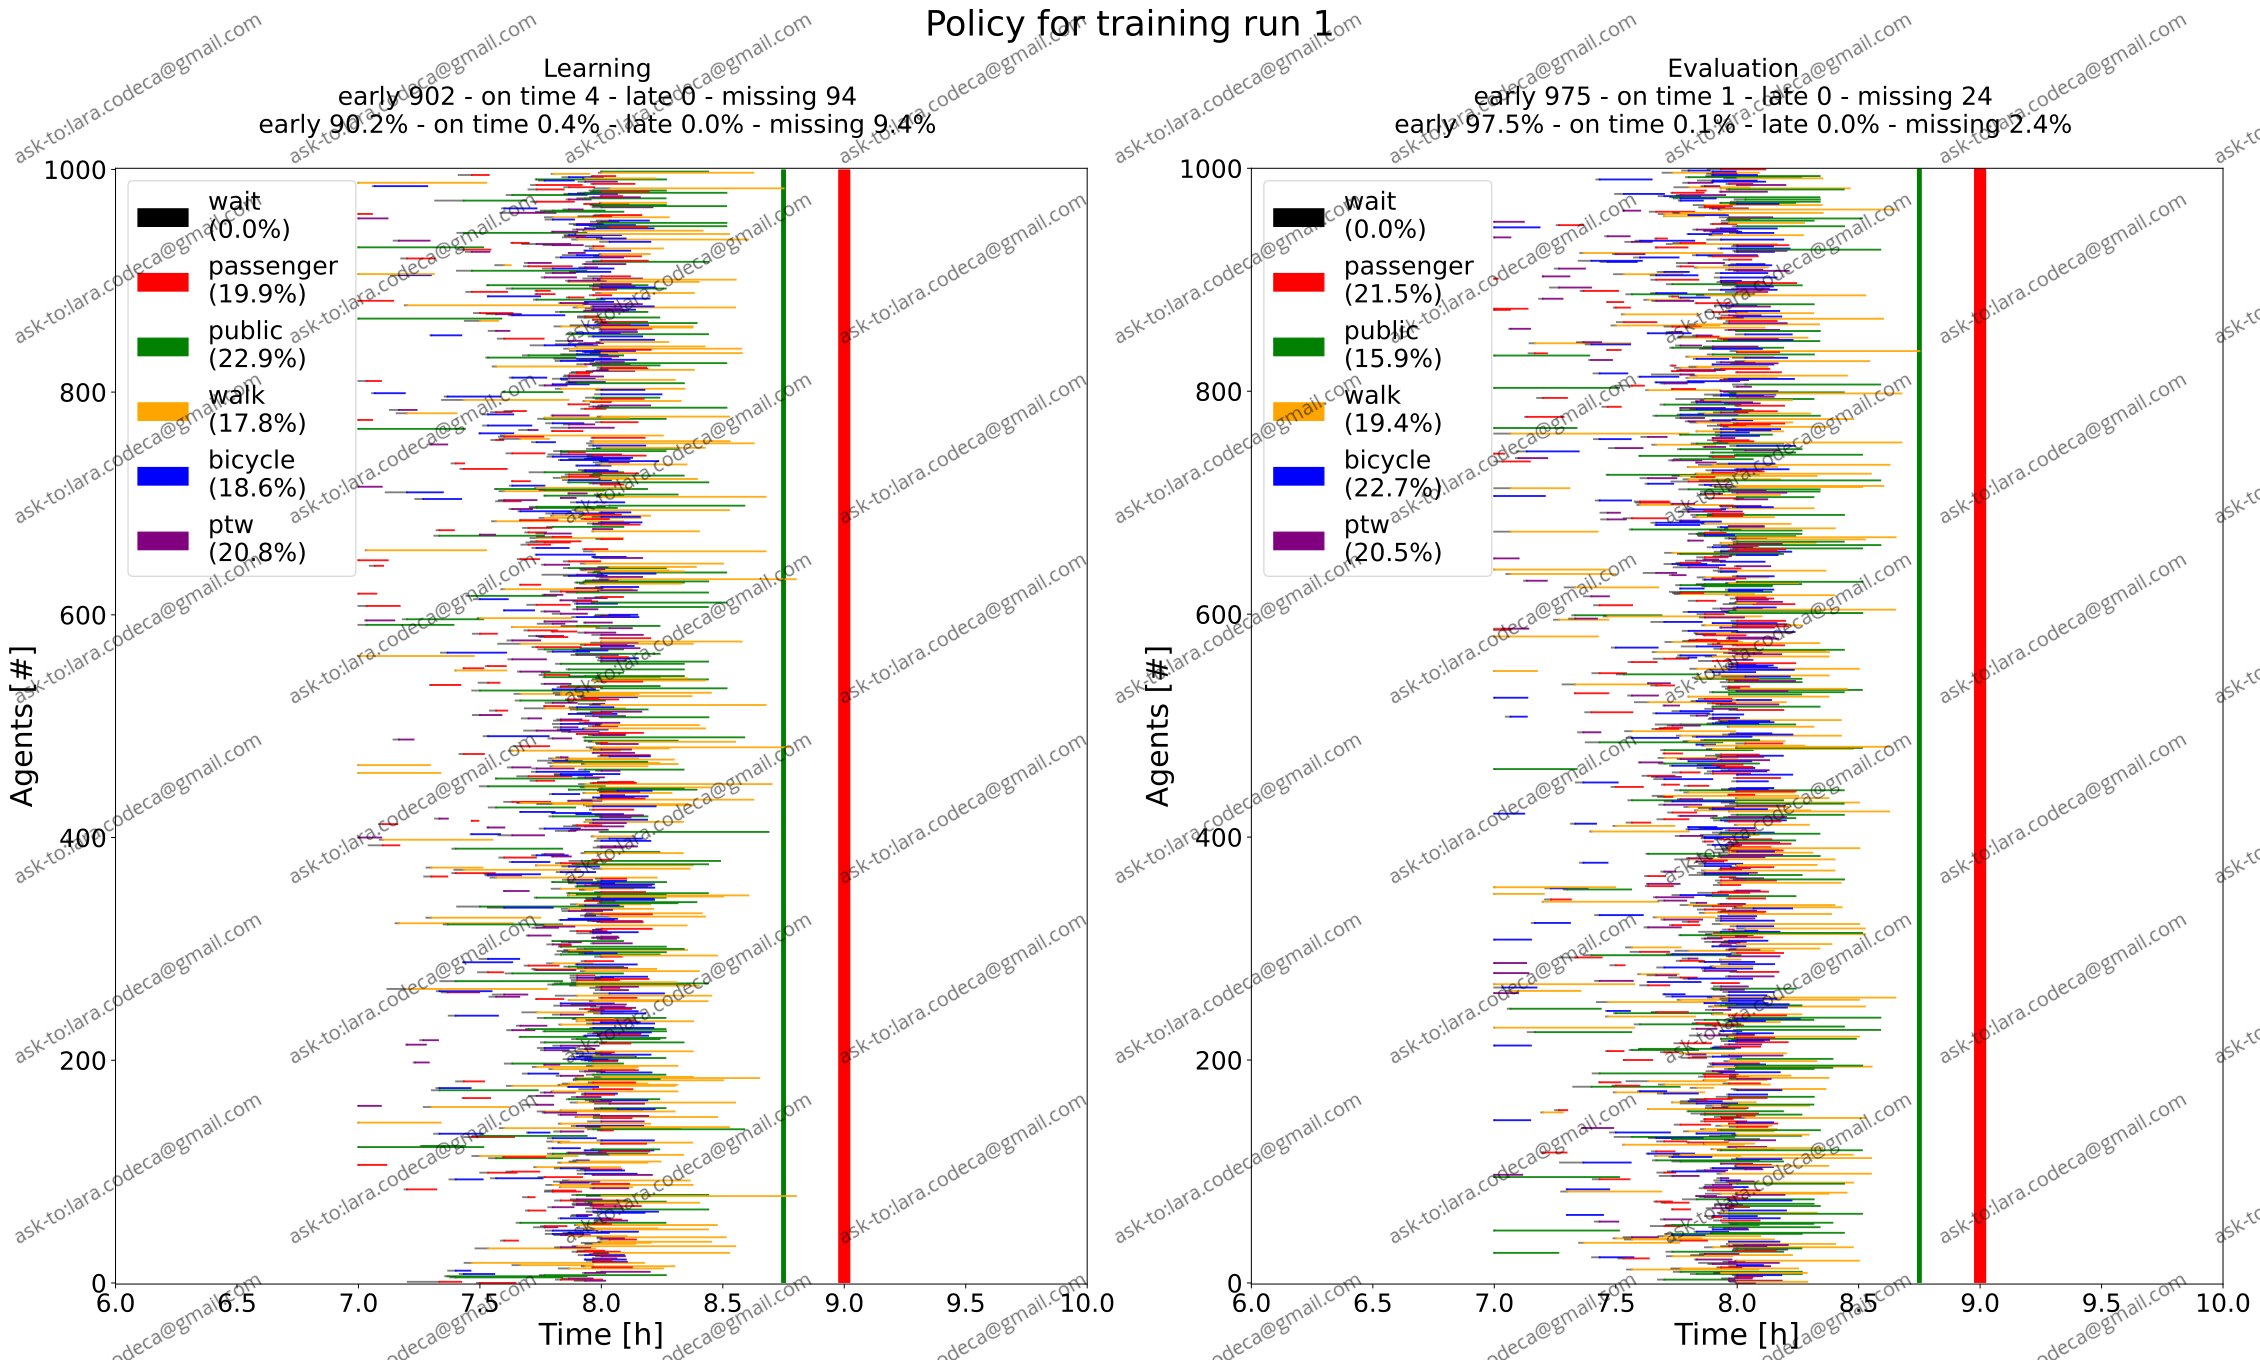 Policy for training run 1
Learning
early 902 - on time 4 - late 0 - missing 94
early 90.2% - on time 0.4% - late 0.0% - missing 9.4%
wait
(0.0%)
passenger
(19.9%)
public
(22.9%)
walk
(17.8%)
bicycle
(18.6%)
ptw
(20.8%)
1000
800
600
400
200
0
Agents [#]
6.0 6.5 7.0 7.5 8.0 8.5 9.0 9.5 10.0
Time [h]
Evaluation
early 975 - on time 1 - late 0 - missing 24
early 97.5% - on time 0.1% - late 0.0% - missing 2.4%
wait
(0.0%)
passenger
(21.5%)
public
(15.9%)
walk
(19.4%)
bicycle
(22.7%)
ptw
(20.5%)
1000
800
600
400
200
0
Agents [#]
6.0 6.5 7.0 7.5 8.0 8.5 9.0 9.5 10.0
Time [h]
ask-to:lara.codeca@gmail.com